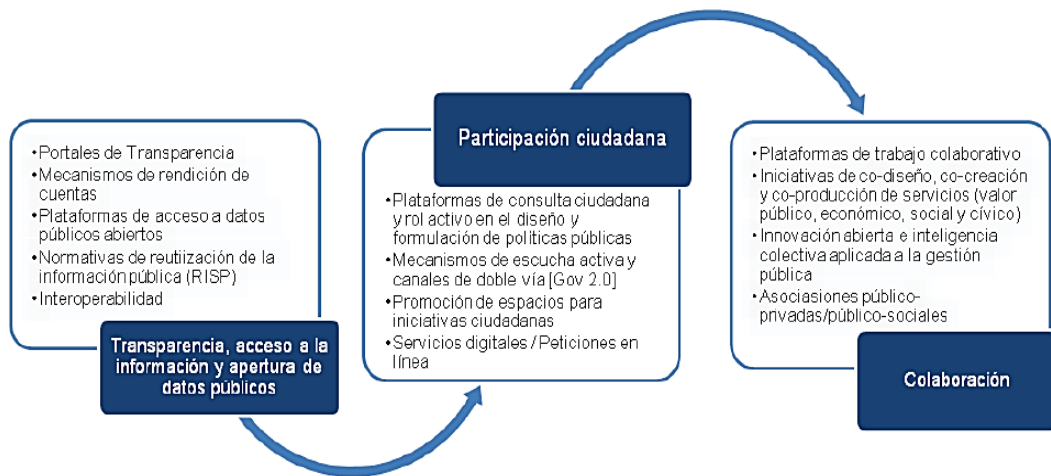 •Portales de Transparencia
•Mecanismos de rendición de
cuentas
•Plataformas de acceso a datos
públicos abiertos
•Normativas de reutiización de la
información pública (RISP)
•Interoperabilidad
Transparencia, acceso a la
información y apertura de
datos públicos
Participación ciudadana
•Plataformas de consulta ciudadana
y rol activo en el diseño y
formulación de políticas públicas
•Mecanismos de escucha activa y
canales de doble vía [Gov 2.0]
•Promoción de espacios para
iniciativas ciudadanas
•Servicios digitales / Peticiones en
línea
•Plataformas de trabajo colaborativo
•Iniciativas de co-diseño, co-creación
y co-producción de servicios (valor
público, económico, social y cívico)
•Innovación abierta e inteligencia
colectiva aplicada a la gestión
pública
•Asociasiones público-
privadas/público-sociales
Colaboración